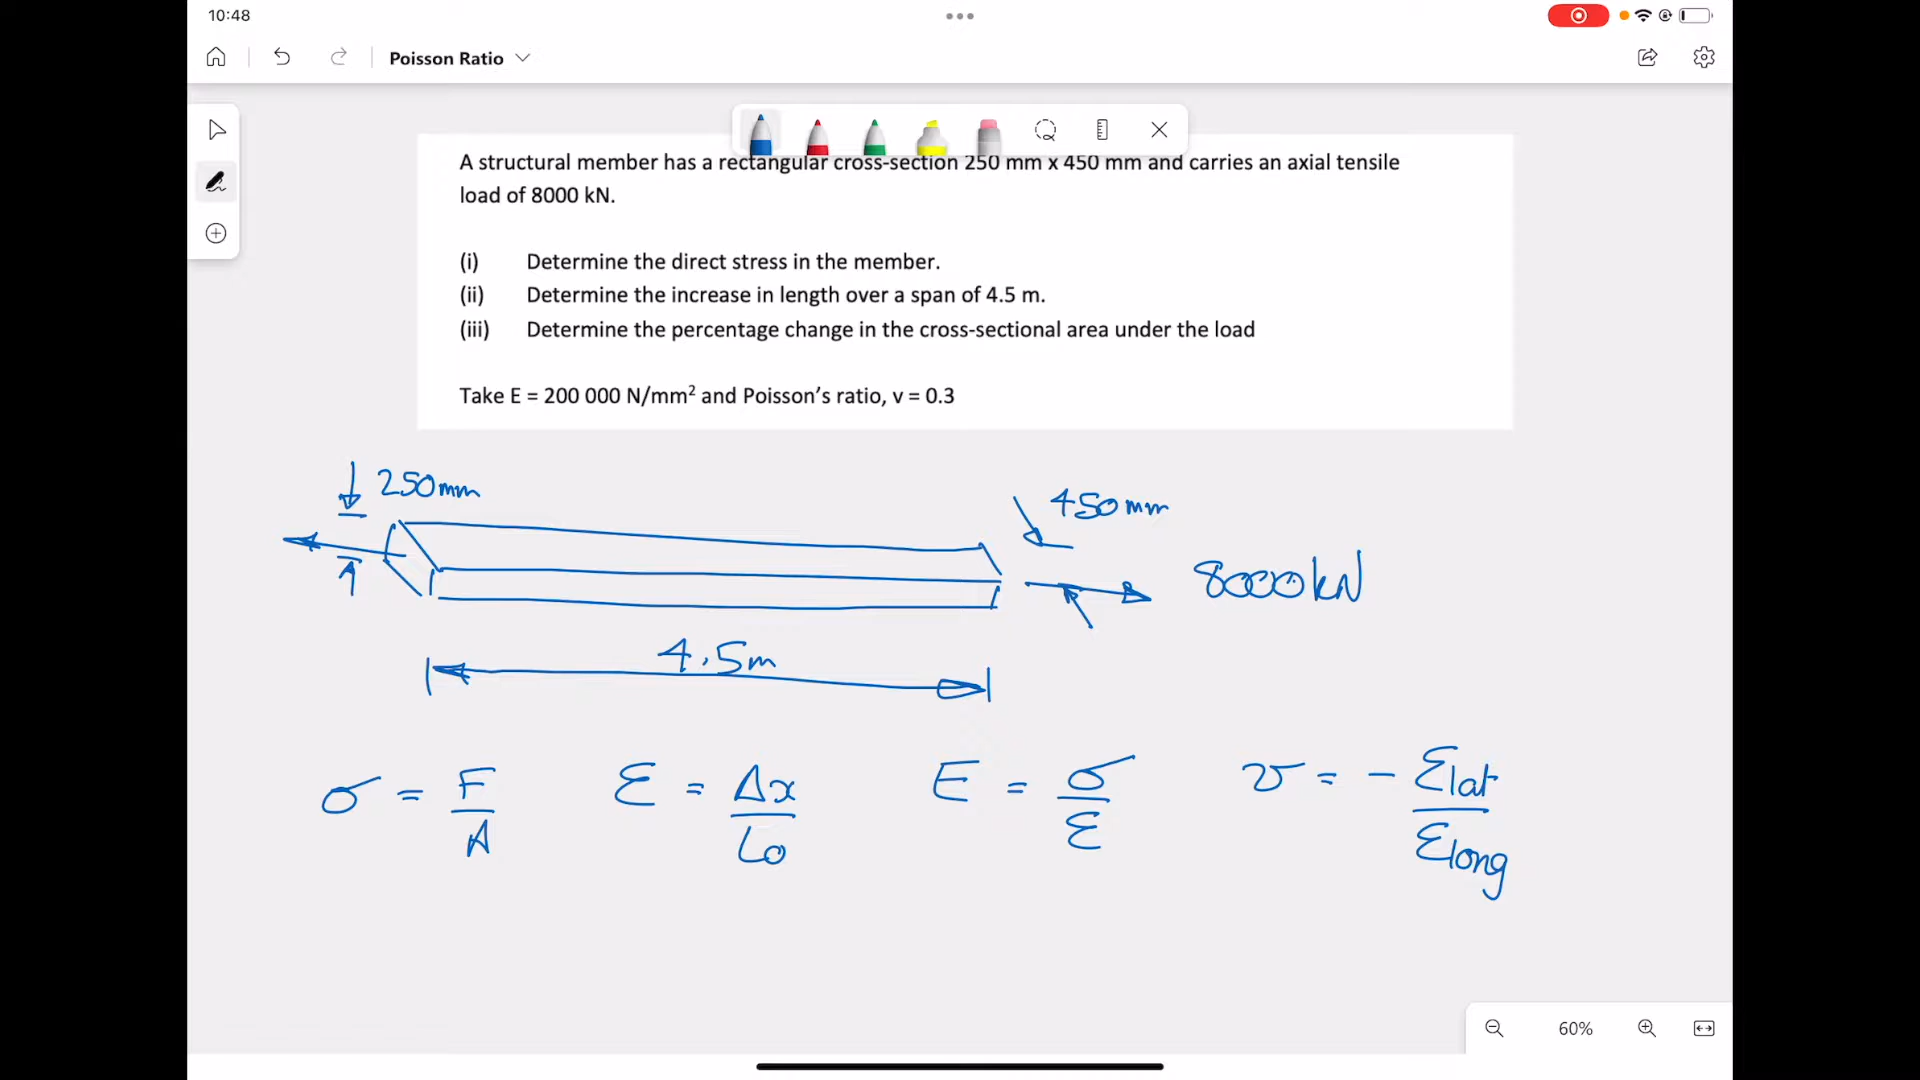 10:48
Poisson Ratio
A structural member has a rectangular cross-section 250 mm x 450 mm and carries an axial tensile
load of 8000 kN.
(i) Determine the direct stress in the member.
(ii) Determine the increase in length over a span of 4.5 m.
(iii) Determine the percentage change in the cross-sectional area under the load
Take E = 200 000 N/mm² and Poisson's ratio, v = 0.3
250mm
450mm
8000kN
4.5m
σ = F/A
ε = Δx/L0
E = σ/ε
ν = - εlat/εlong
60%